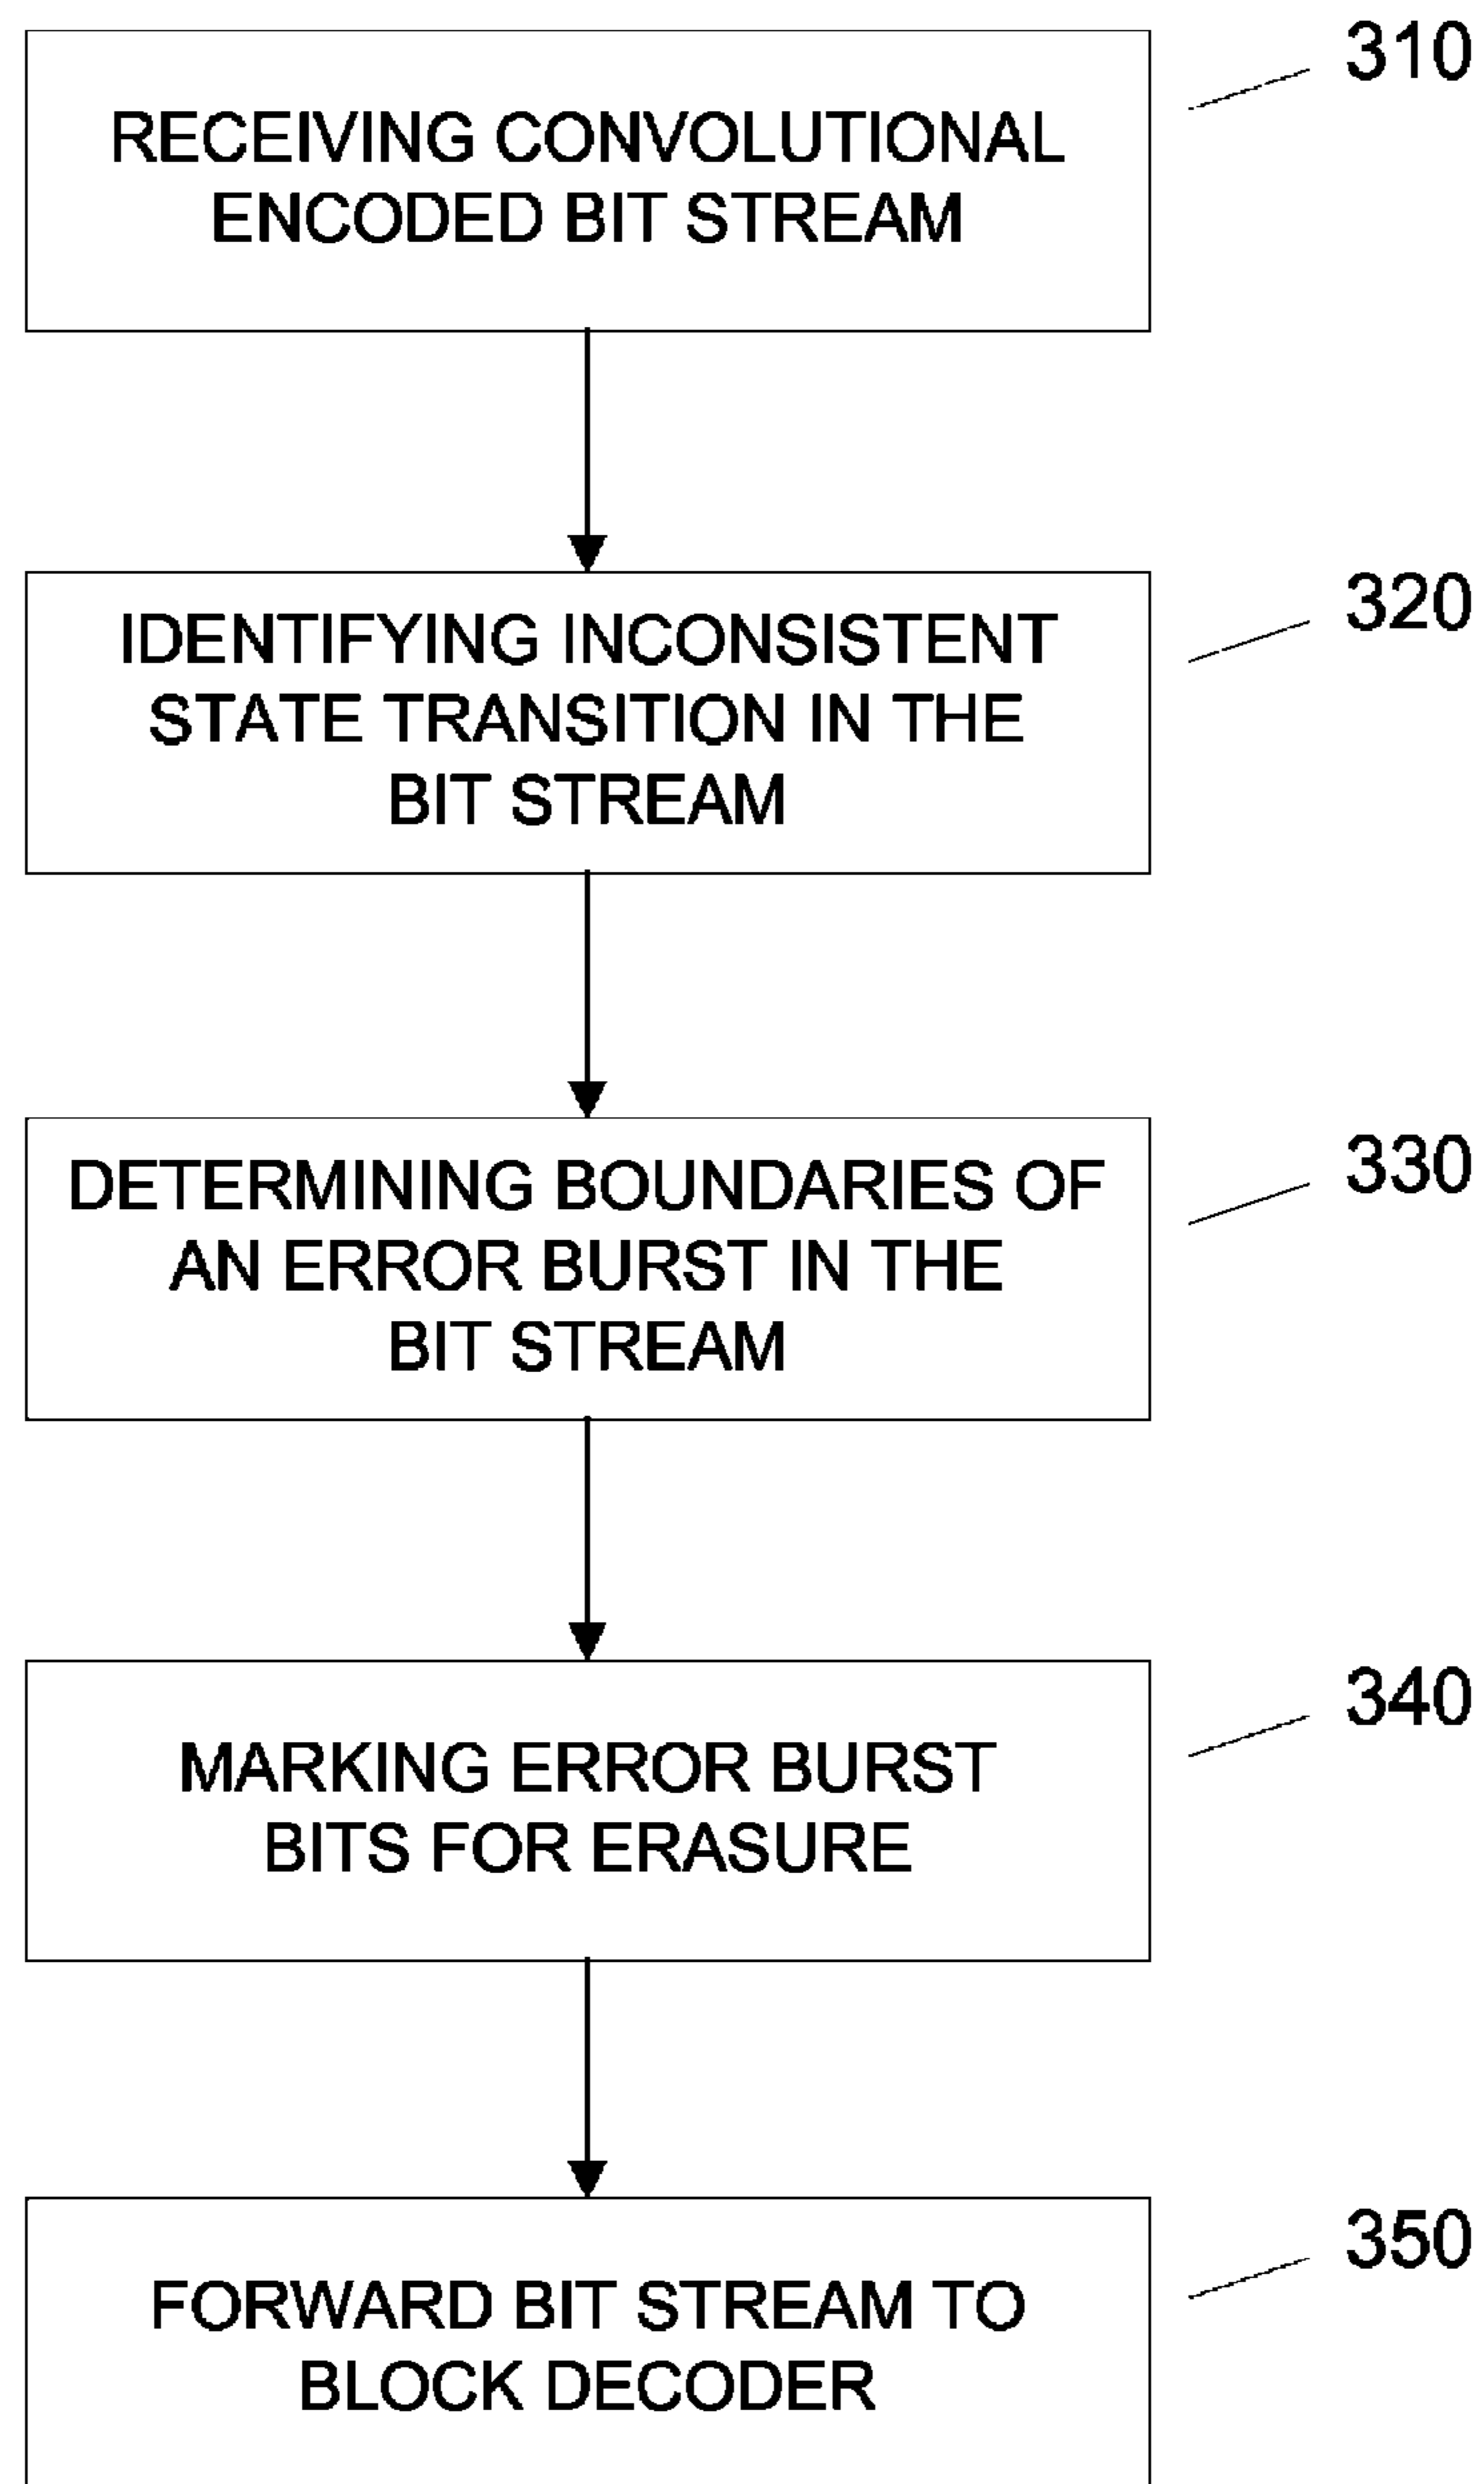 310
RECEIVING CONVOLUTIONAL
ENCODED BIT STREAM
320
IDENTIFYING INCONSISTENT
STATE TRANSITION IN THE
BIT STREAM
330
DETERMINING BOUNDARIES OF
AN ERROR BURST IN THE
BIT STREAM
340
MARKING ERROR BURST
BITS FOR ERASURE
350
FORWARD BIT STREAM TO
BLOCK DECODER